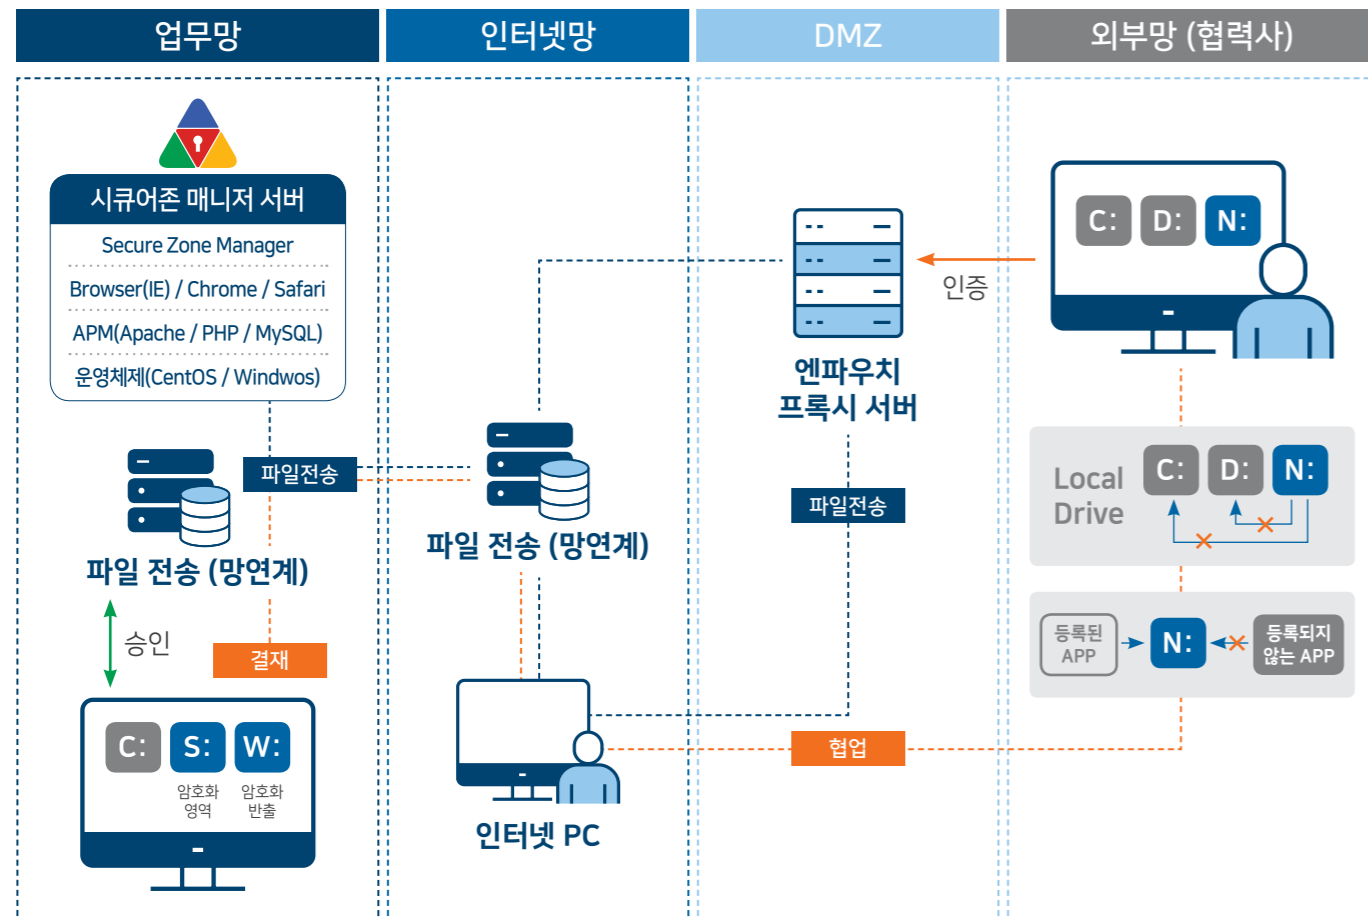 업무망
인터넷망
DMZ
외부망 (협력사)
시큐어존 매니저 서버
Secure Zone Manager
Browser(IE) / Chrome / Safari
APM(Apache / PHP / MySQL)
운영체제(CentOS / Windwos)
파일전송
파일 전송 (망연계)
승인
결재
C:
S:
W:
암호화
영역
암호화
반출
파일 전송 (망연계)
인터넷 PC
엔파우치
프록시 서버
파일전송
협업
인증
C:
D:
N:
Local
Drive
C:
D:
N:
등록된
APP
N:
등록되지
않는 APP